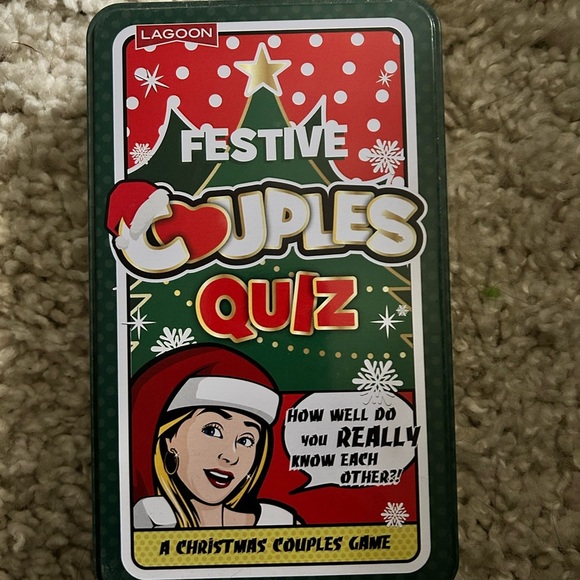 LAGOON
FESTIVE
COUPLES
QUIZ
HOW WELL DO
YOU REALLY
KNOW EACH
OTHER?!
A CHRISTMAS COUPLES GAME